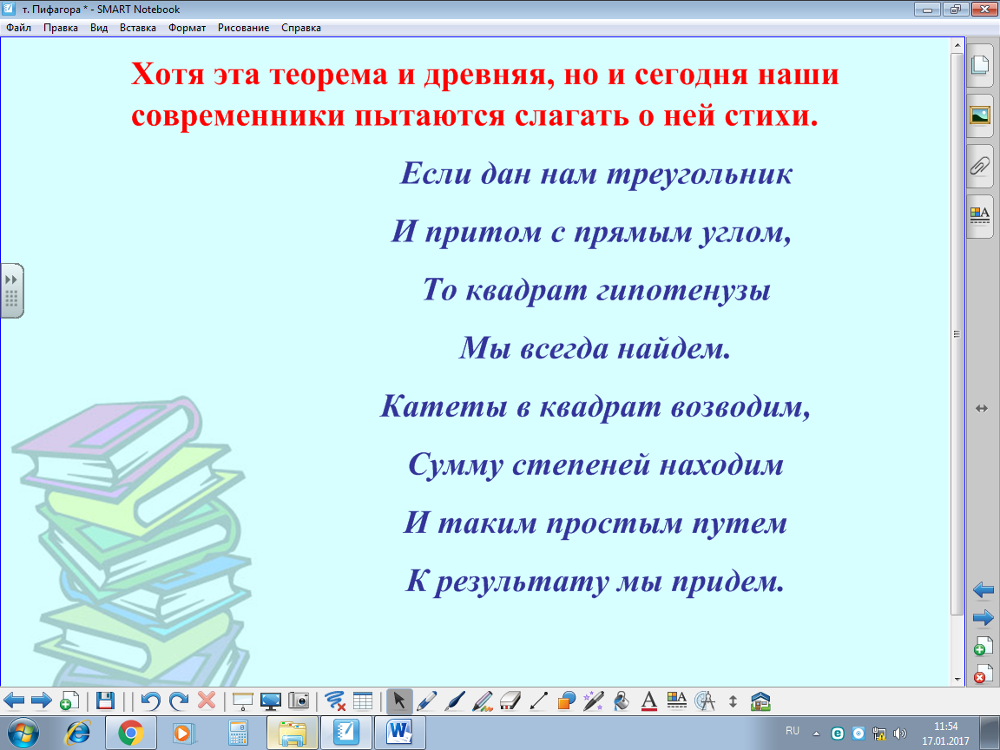 т. Пифагора * - SMART Notebook
Файл Правка Вид Вставка Формат Рисование Справка
Хотя эта теорема и древняя, но и сегодня наши
современники пытаются слагать о ней стихи.
Если дан нам треугольник
И притом с прямым углом,
То квадрат гипотенузы
Мы всегда найдем.
Катеты в квадрат возводим,
Сумму степеней находим
И таким простым путем
К результату мы придем.
RU
11:54
17.01.2017